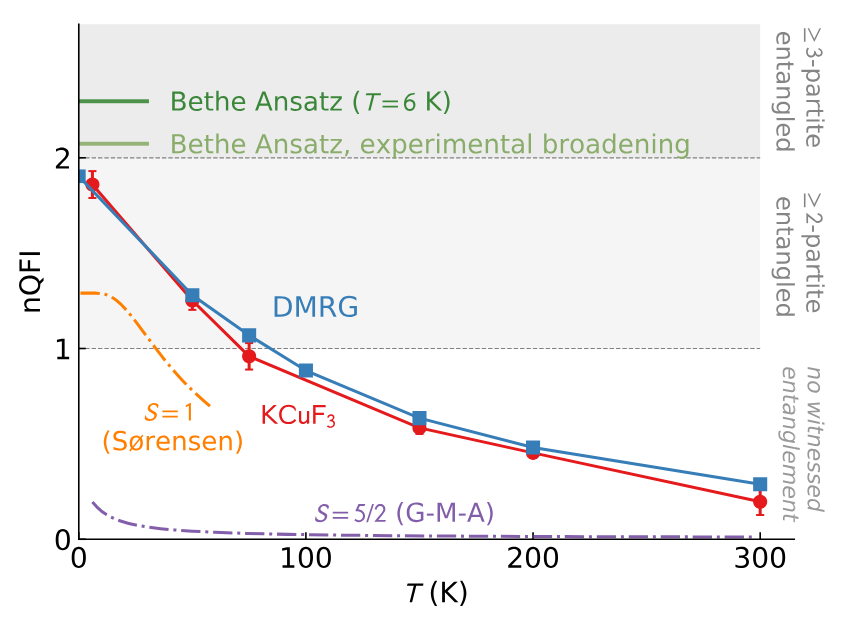 Bethe Ansatz (T=6 K)
Bethe Ansatz, experimental broadening
DMRG
KCuF₃
S=1
(Sørensen)
S=5/2 (G-M-A)
nQFI
0
1
2
0
100
200
300
T (K)
≥3-partite
entangled
≥2-partite
entangled
no witnessed
entanglement